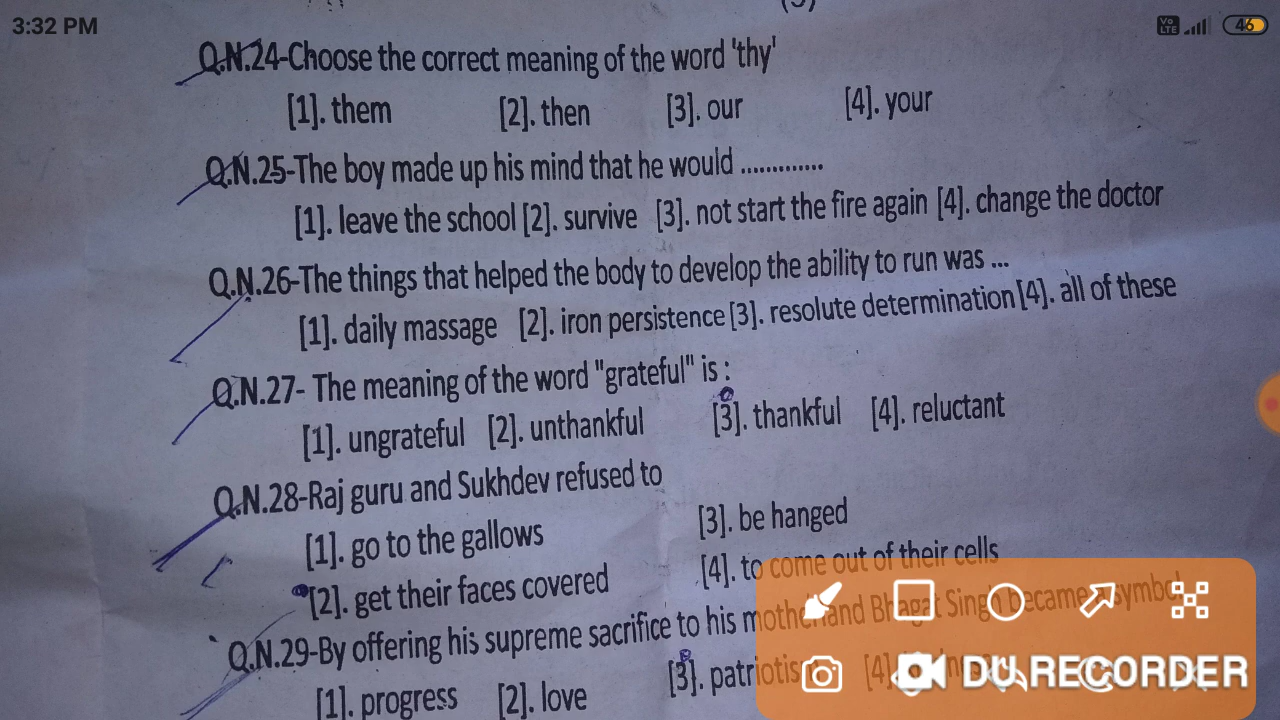 3:32 PM
Vo LTE
46
(3)
Q.N.24-Choose the correct meaning of the word 'thy'
[1]. them [2]. then [3]. our [4]. your
Q.N.25-The boy made up his mind that he would .............
[1]. leave the school [2]. survive [3]. not start the fire again [4]. change the doctor
Q.N.26-The things that helped the body to develop the ability to run was ...
[1]. daily massage [2]. iron persistence [3]. resolute determination [4]. all of these
Q.N.27- The meaning of the word "grateful" is :
[1]. ungrateful [2]. unthankful [3]. thankful [4]. reluctant
Q.N.28-Raj guru and Sukhdev refused to
[1]. go to the gallows [3]. be hanged
[2]. get their faces covered [4]. to come out of their cells
Q.N.29-By offering his supreme sacrifice to his motherland Bhagat Singh became a symbol
[1]. progress [2]. love [3]. patriotism [4].
DU RECORDER